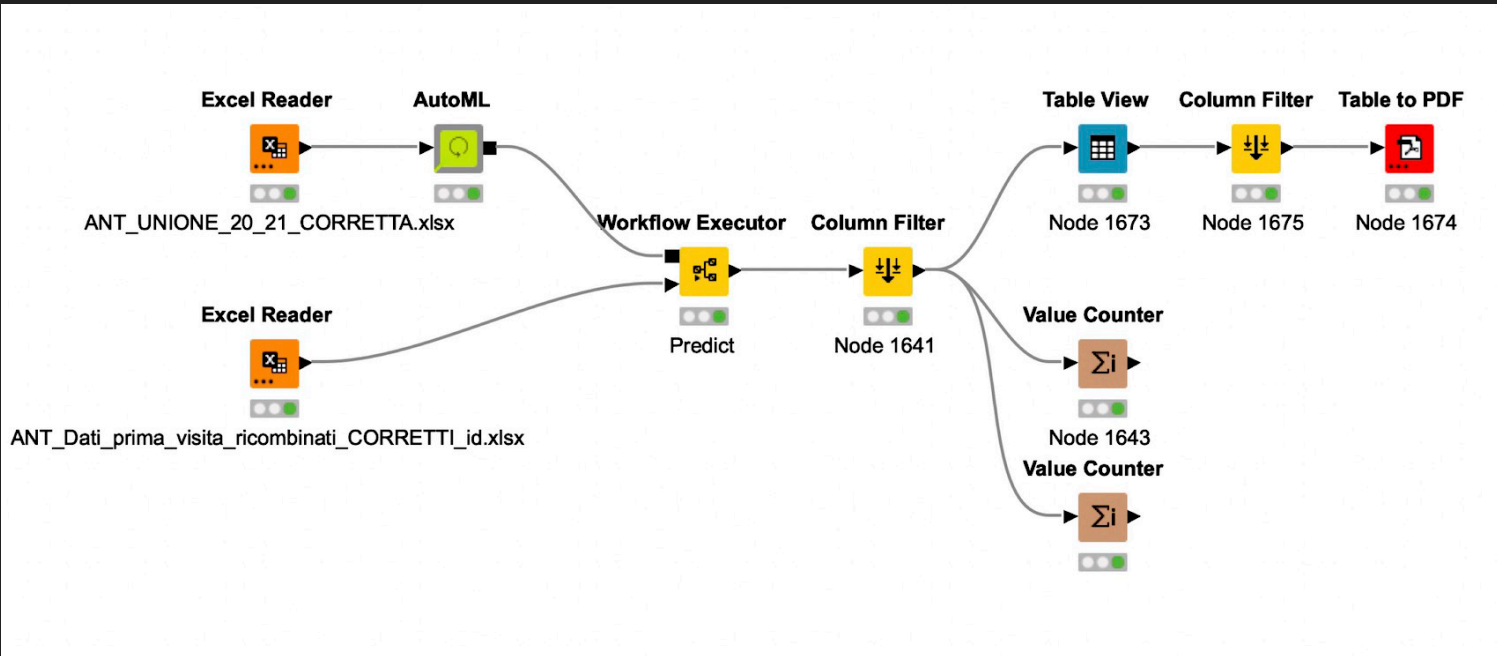 Excel Reader
AutoML
Table View
Column Filter
Table to PDF
ANT_UNIONE_20_21_CORRETTA.xlsx
Node 1673
Node 1675
Node 1674
Workflow Executor
Column Filter
Predict
Node 1641
Excel Reader
Value Counter
ANT_Dati_prima_visita_ricombinati_CORRETTI_id.xlsx
Node 1643
Value Counter